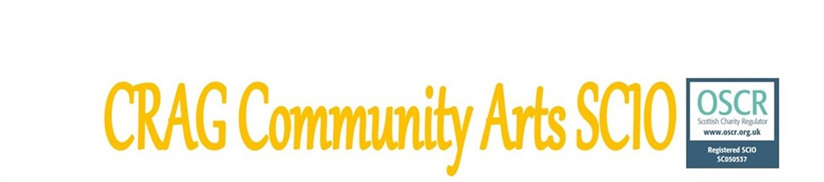 CRAG Community Arts SCIO
OSCR
Scottish Charity Regulator
www.oscr.org.uk
Registered SCIO
SC050537